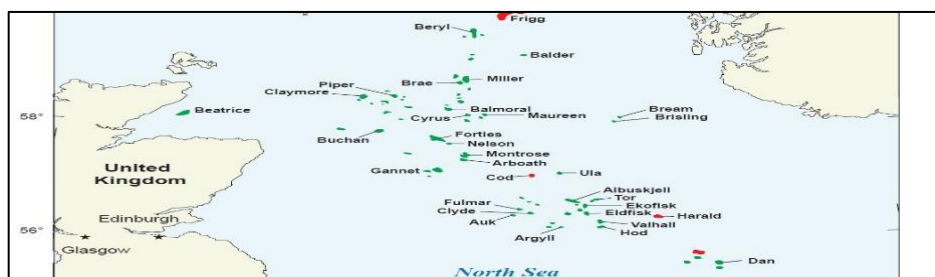 Frigg
Beryl
Balder
Brae
Miller
Piper
Claymore
Beatrice
Balmoral
Bream
58°
Cyrus
Maureen
Brisling
Buchan
Forties
Nelson
Montrose
Arboath
United
Kingdom
Gannet
Cod
Ula
Albuskjell
Tor
Fulmar
Ekofisk
Edinburgh
Clyde
Eldfisk
Harald
Auk
Valhall
56°
Argyll
Hod
Glasgow
Dan
North Sea